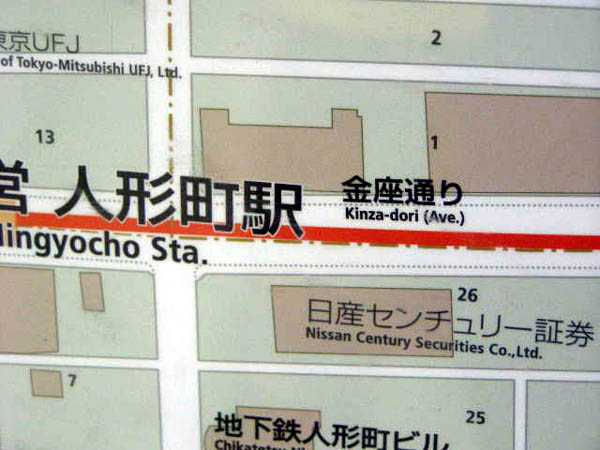 東京UFJ
of Tokyo-Mitsubishi UFJ, Ltd.
2
13
1
営 人形町駅
金座通り
Kinza-dori (Ave.)
Ningyocho Sta.
26
日産センチュリー証券
Nissan Century Securities Co.,Ltd.
7
25
地下鉄人形町ビル
Chikatetsu